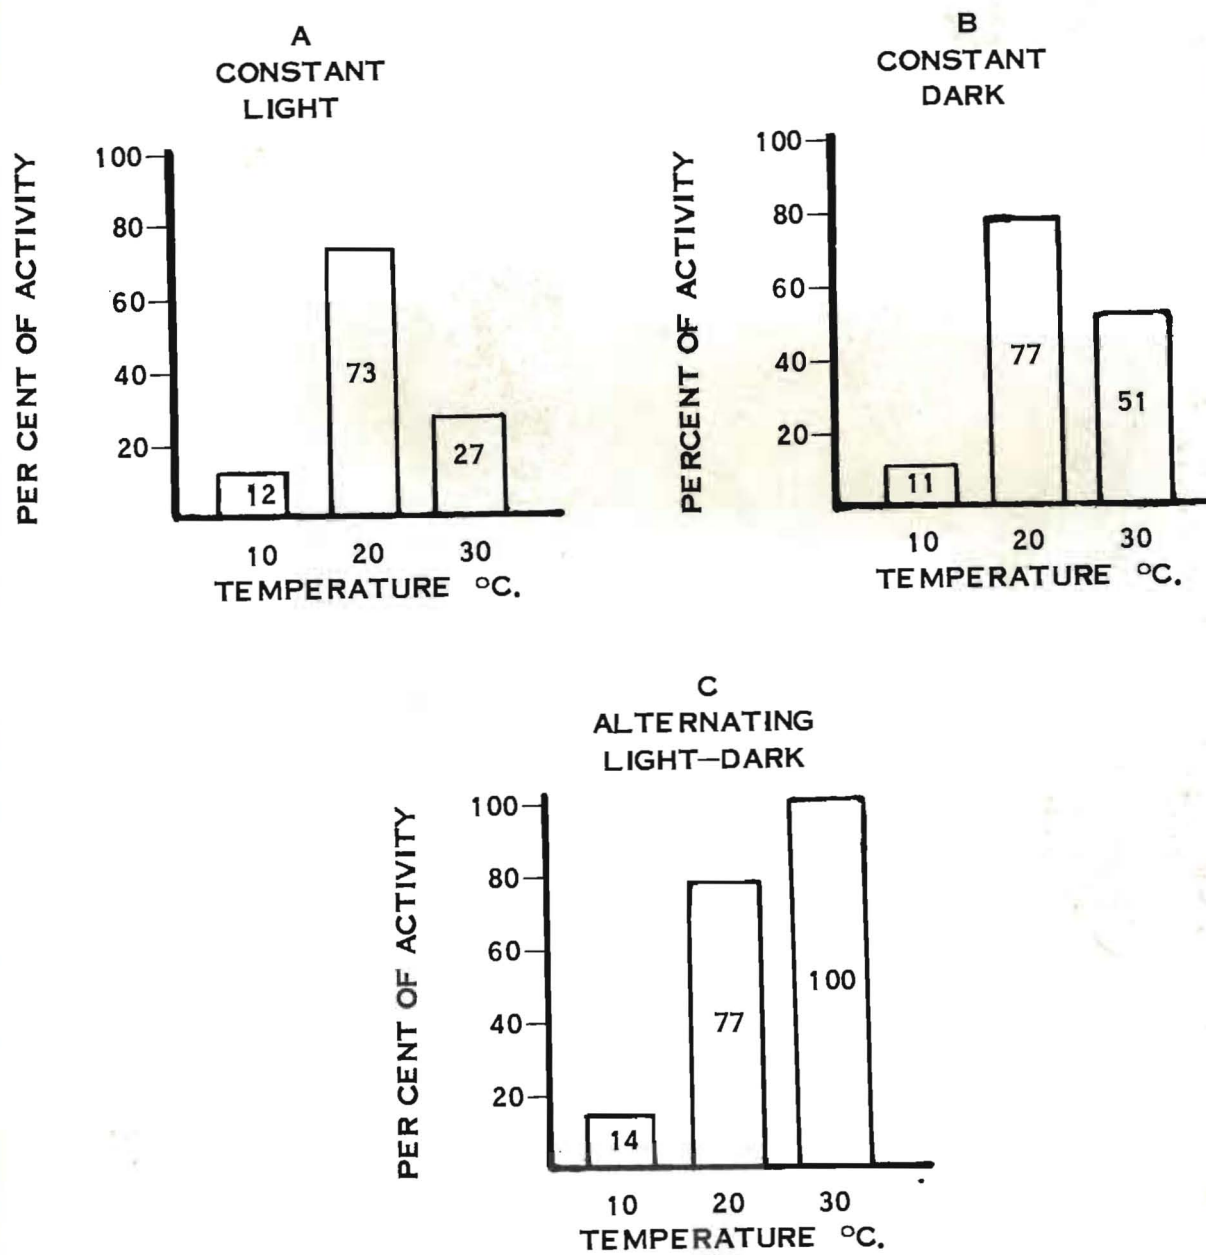 A
CONSTANT
LIGHT
PER CENT OF ACTIVITY
100
80
60
40
20
12
73
27
10 20 30
TEMPERATURE °C.
B
CONSTANT
DARK
PERCENT OF ACTIVITY
100
80
60
40
20
11
77
51
10 20 30
TEMPERATURE °C.
C
ALTERNATING
LIGHT—DARK
PER CENT OF ACTIVITY
100
80
60
40
20
14
77
100
10 20 30
TEMPERATURE °C.